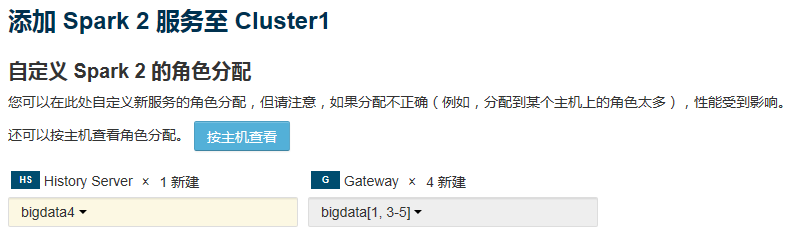 添加 Spark 2 服务至 Cluster1
自定义 Spark 2 的角色分配
您可以在此处自定义新服务的角色分配，但请注意，如果分配不正确（例如，分配到某个主机上的角色太多），性能受到影响。
还可以按主机查看角色分配。 按主机查看
HS History Server × 1 新建 G Gateway × 4 新建
bigdata4 bigdata[1, 3-5]